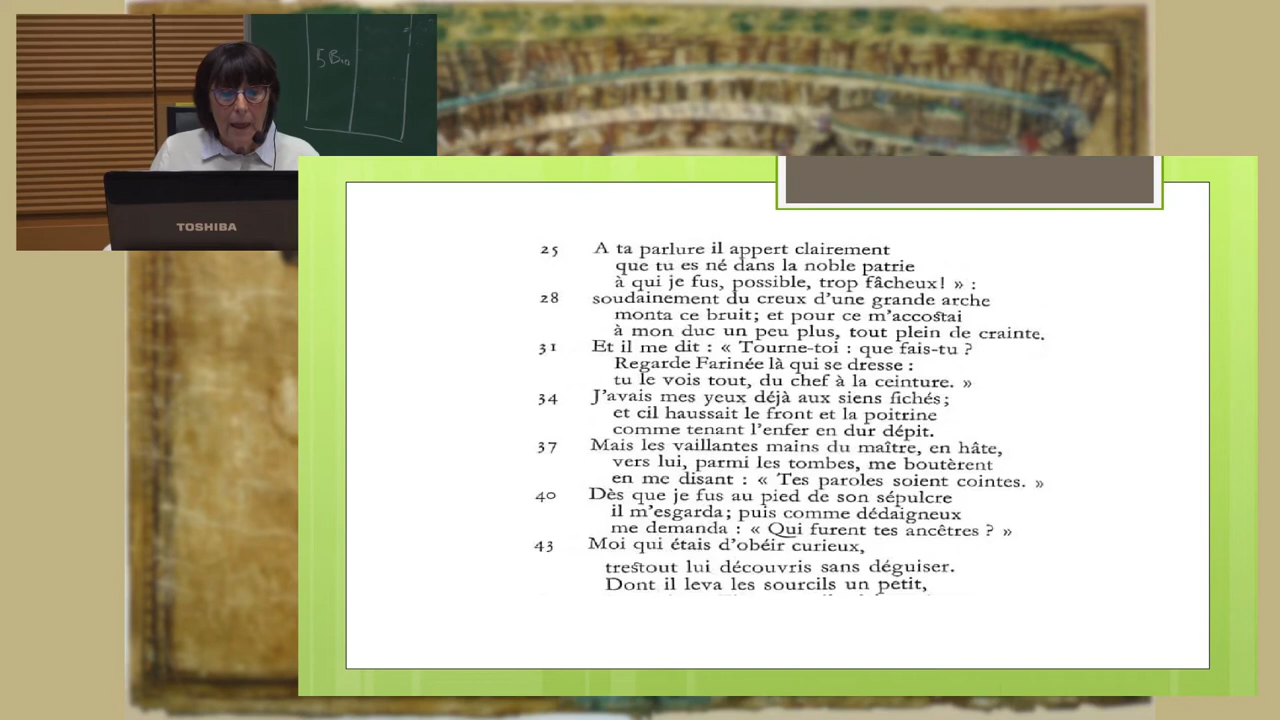 5 Bio
TOSHIBA
25 A ta parlure il appert clairement
que tu es né dans la noble patrie
à qui je fus, possible, trop fâcheux! » :
28 soudainement du creux d'une grande arche
monta ce bruit; et pour ce m'accostai
à mon duc un peu plus, tout plein de crainte.
31 Et il me dit : « Tourne-toi : que fais-tu ?
Regarde Farinée là qui se dresse :
tu le vois tout, du chef à la ceinture. »
34 J'avais mes yeux déjà aux siens fichés;
et cil haussait le front et la poitrine
comme tenant l'enfer en dur dépit.
37 Mais les vaillantes mains du maître, en hâte,
vers lui, parmi les tombes, me boutèrent
en me disant : « Tes paroles soient cointes. »
40 Dès que je fus au pied de son sépulcre
il m'esgarda; puis comme dédaigneux
me demanda : « Qui furent tes ancêtres ? »
43 Moi qui étais d'obéir curieux,
trestout lui découvris sans déguiser.
Dont il leva les sourcils un petit,